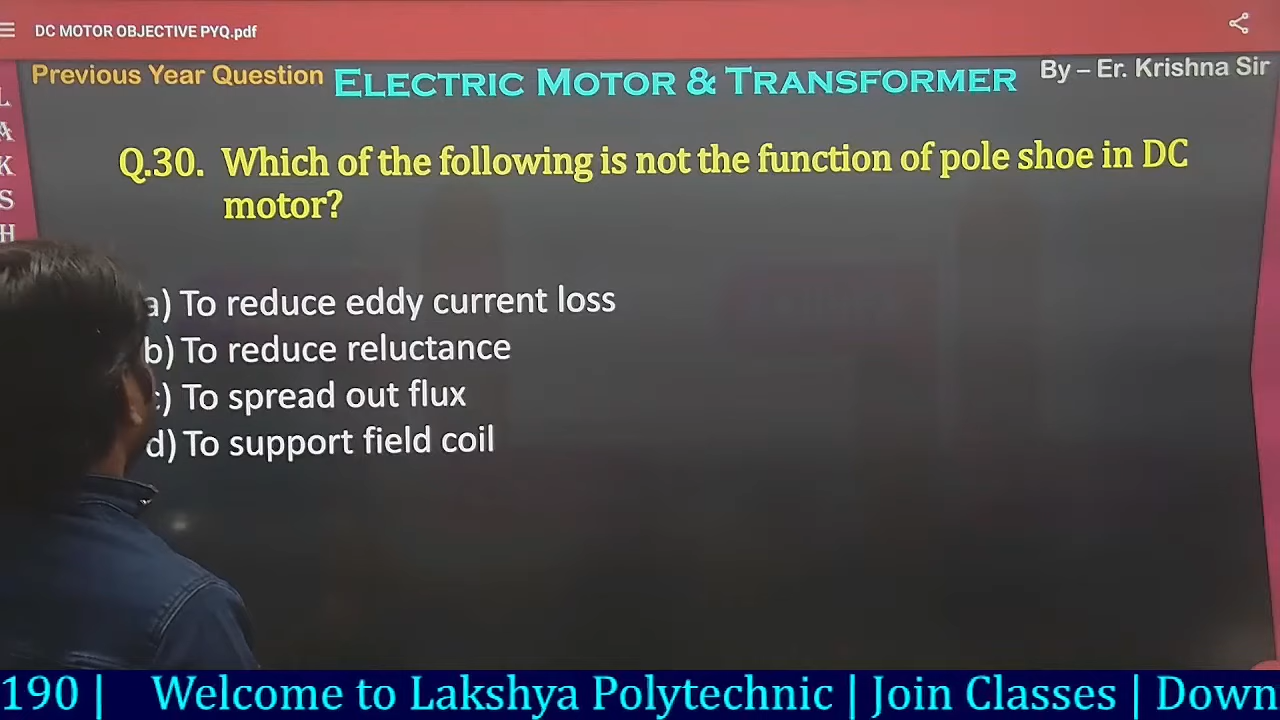 DC MOTOR OBJECTIVE PYQ.pdf
Previous Year Question ELECTRIC MOTOR & TRANSFORMER By – Er. Krishna Sir
L
A
K
S
H
Q.30. Which of the following is not the function of pole shoe in DC
motor?
a) To reduce eddy current loss
b) To reduce reluctance
c) To spread out flux
d) To support field coil
190 | Welcome to Lakshya Polytechnic | Join Classes | Down